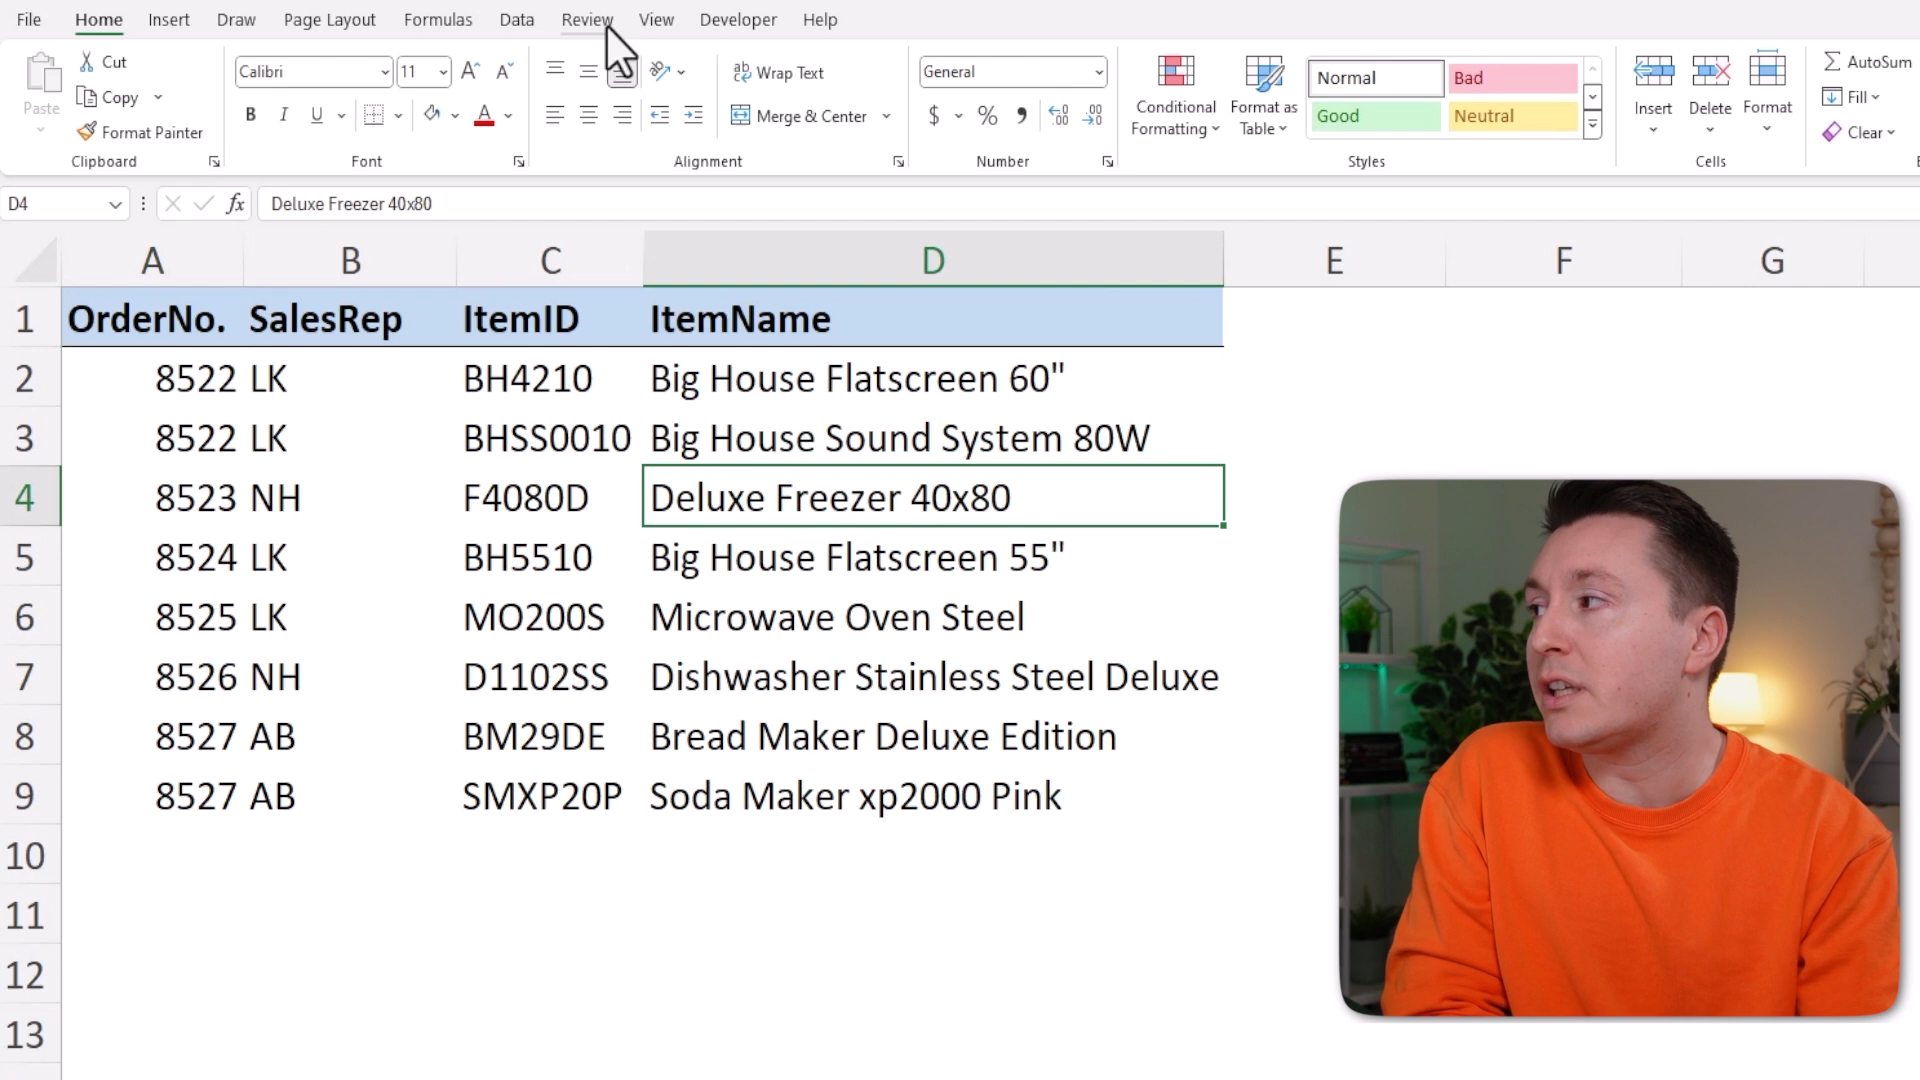 File Home Insert Draw Page Layout Formulas Data Review View Developer Help
Paste Cut Copy Format Painter Clipboard
Calibri 11 A A B I U A Font
ab Wrap Text Merge & Center Alignment
General $ % , .00 .00 Number
Conditional Formatting Format as Table Normal Bad Good Neutral Styles
Insert Delete Format Cells
AutoSum
Fill
Clear
D4 fx Deluxe Freezer 40x80
A B C D E F G
1 OrderNo. SalesRep ItemID ItemName
2 8522 LK BH4210 Big House Flatscreen 60"
3 8522 LK BHSS0010 Big House Sound System 80W
4 8523 NH F4080D Deluxe Freezer 40x80
5 8524 LK BH5510 Big House Flatscreen 55"
6 8525 LK MO200S Microwave Oven Steel
7 8526 NH D1102SS Dishwasher Stainless Steel Deluxe
8 8527 AB BM29DE Bread Maker Deluxe Edition
9 8527 AB SMXP20P Soda Maker xp2000 Pink
10
11
12
13